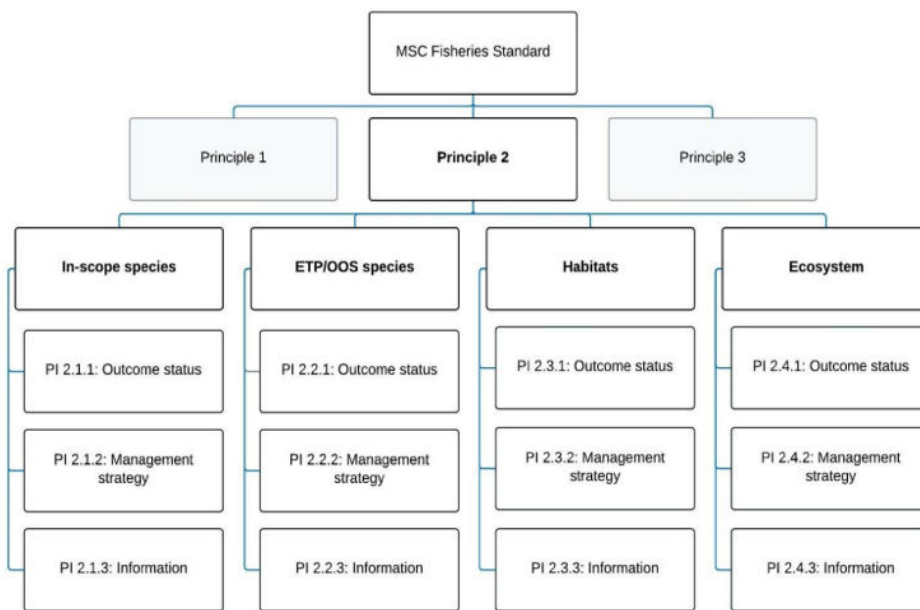 MSC Fisheries Standard
Principle 1
Principle 2
Principle 3
In-scope species
ETP/OOS species
Habitats
Ecosystem
PI 2.1.1: Outcome status
PI 2.2.1: Outcome status
PI 2.3.1: Outcome status
PI 2.4.1: Outcome status
PI 2.1.2: Management
strategy
PI 2.2.2: Management
strategy
PI 2.3.2: Management
strategy
PI 2.4.2: Management
strategy
PI 2.1.3: Information
PI 2.2.3: Information
PI 2.3.3: Information
PI 2.4.3: Information